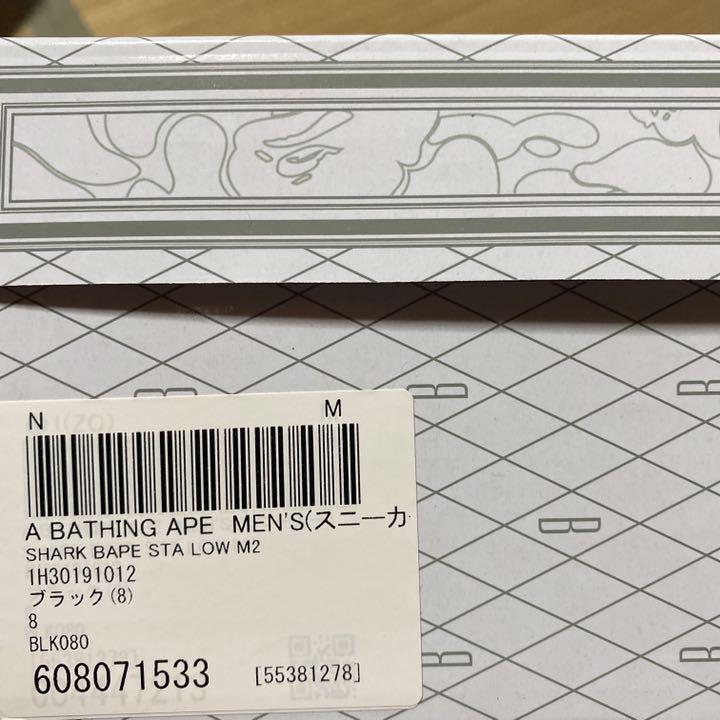 N M
A BATHING APE MEN'S(スニーカ
SHARK BAPE STA LOW M2
1H30191012
ブラック(8)
8
BLK080
608071533 [55381278]